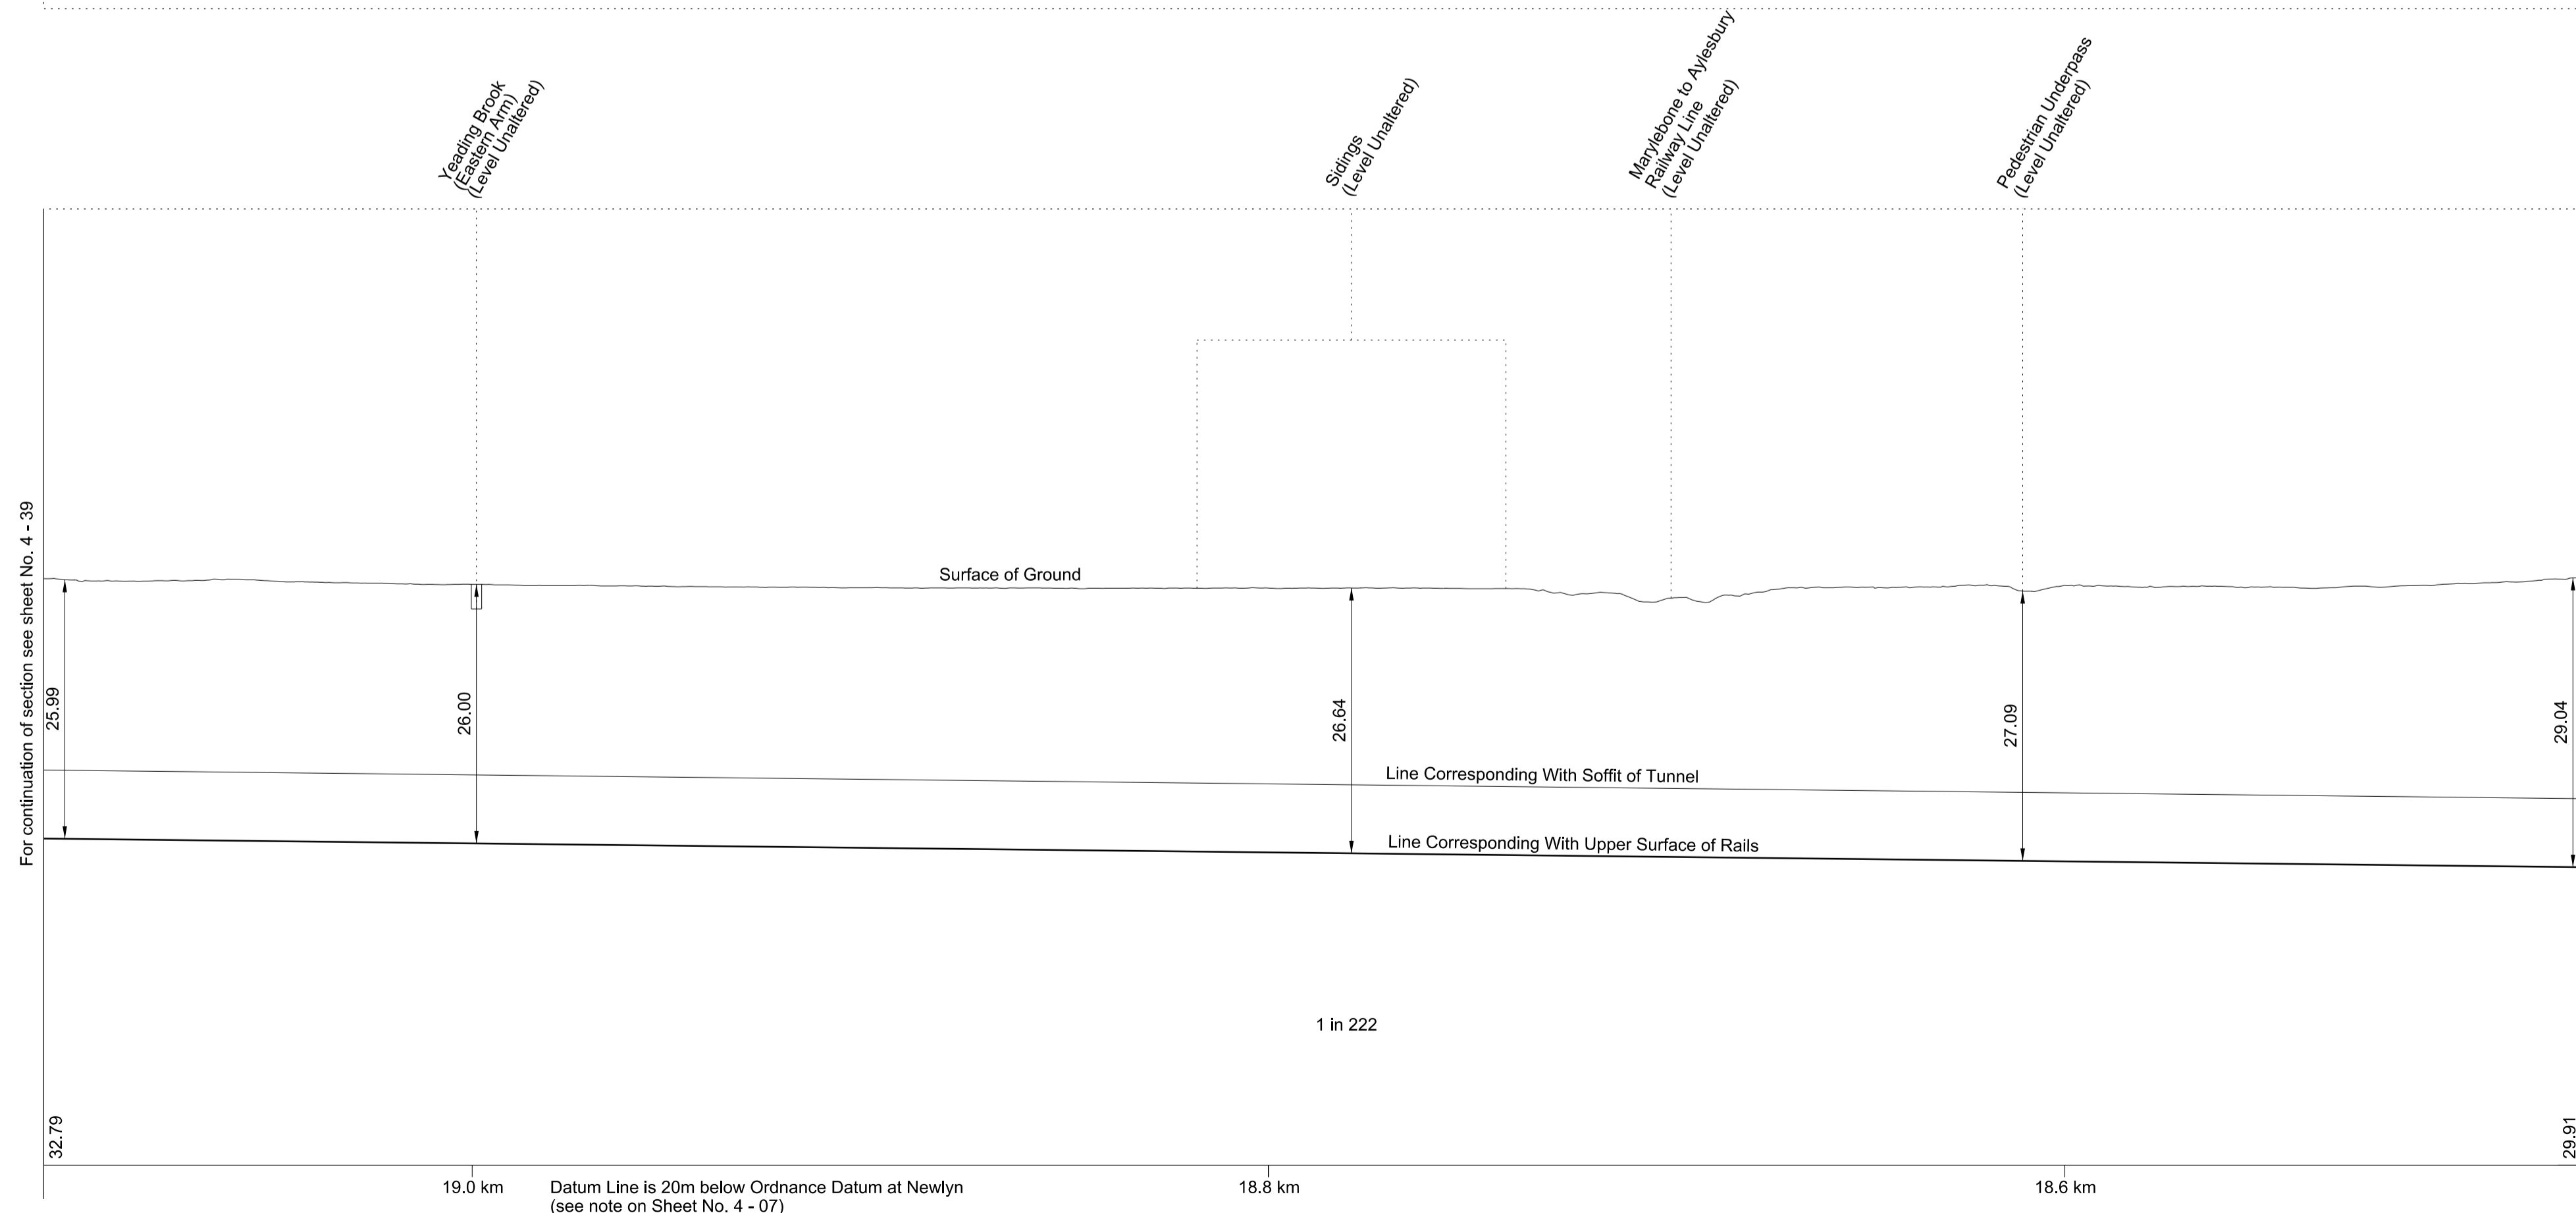 Yeading Brook
(Eastern Arm)
(Level Unaltered)
Sidings
(Level Unaltered)
Marylebone to Aylesbury
Railway Line
(Level Unaltered)
Pedestrian Underpass
(Level Unaltered)
For continuation of section see sheet No. 4 - 39
Surface of Ground
25.99
26.00
26.64
27.09
29.04
Line Corresponding With Soffit of Tunnel
Line Corresponding With Upper Surface of Rails
1 in 222
32.79
29.91
19.0 km
18.8 km
18.6 km
Datum Line is 20m below Ordnance Datum at Newlyn
(see note on Sheet No. 4 - 07)